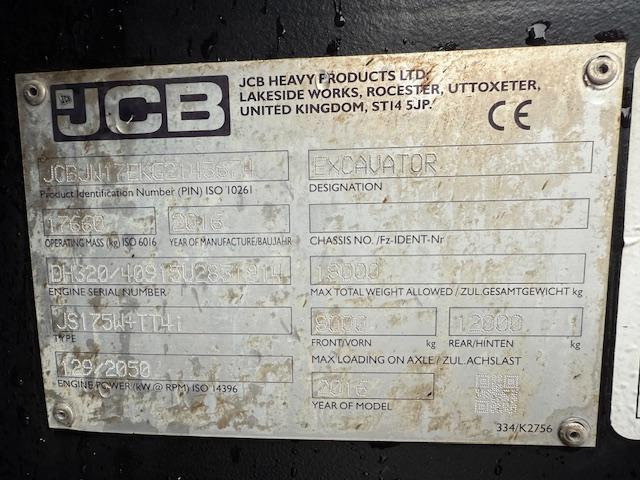 JCB
JCB HEAVY PRODUCTS LTD
LAKESIDE WORKS, ROCESTER, UTTOXETER,
UNITED KINGDOM, ST14 5JP.
CE
EXCAVATOR
Product Identification Number (PIN) ISO 10261
DESIGNATION
17660
2016
OPERATING MASS (kg) ISO 6016
YEAR OF MANUFACTURE/BAUJAHR
CHASSIS NO./Fz-IDENT-Nr
18000
ENGINE SERIAL NUMBER
MAX TOTAL WEIGHT ALLOWED / ZUL.GESAMTGEWICHT kg
JS175W+TT4i
8000
12000
TYPE
FRONT/VORN kg
REAR/HINTEN kg
129/2050
MAX LOADING ON AXLE / ZUL.ACHSLAST
ENGINE POWER (kW @ RPM) ISO 14396
2016
YEAR OF MODEL
334/K2756